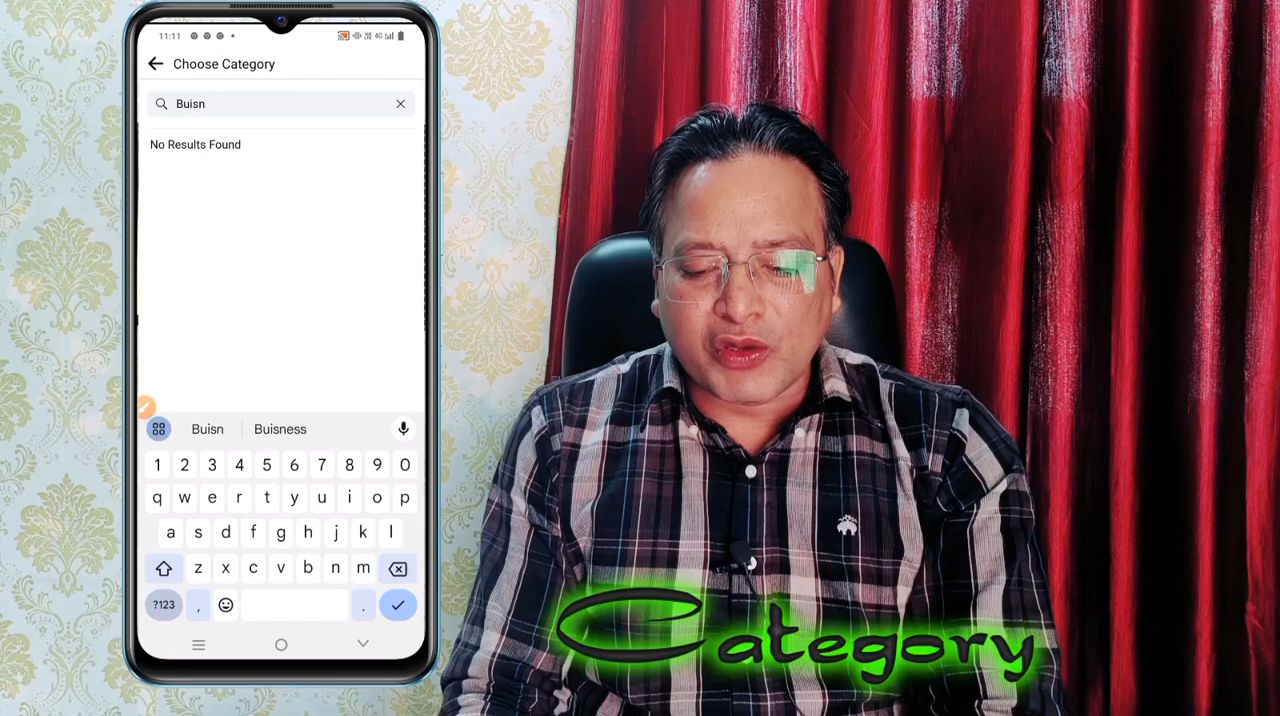 11:11
4G
Choose Category
Buisn
No Results Found
Buisn
Buisness
1 2 3 4 5 6 7 8 9 0
q w e r t y u i o p
a s d f g h j k l
z x c v b n m
?123 , .
Category